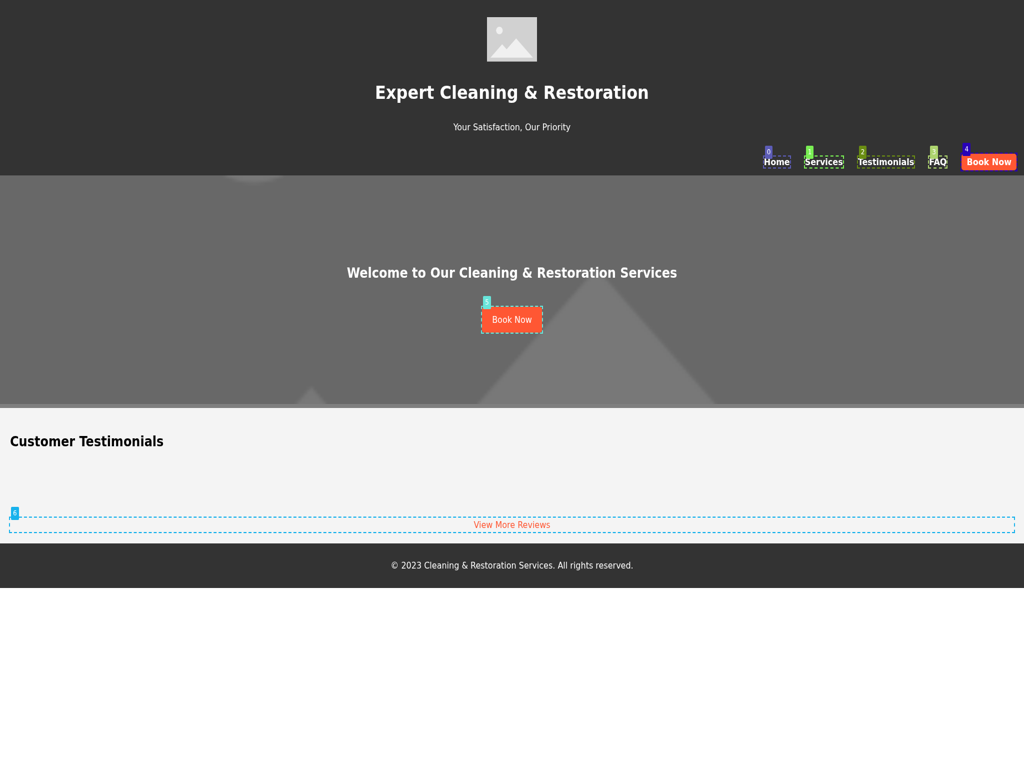 Expert Cleaning & Restoration
Your Satisfaction, Our Priority
0 1 2 3 4
Home Services Testimonials FAQ Book Now
Welcome to Our Cleaning & Restoration Services
5
Book Now
Customer Testimonials
6
View More Reviews
© 2023 Cleaning & Restoration Services. All rights reserved.